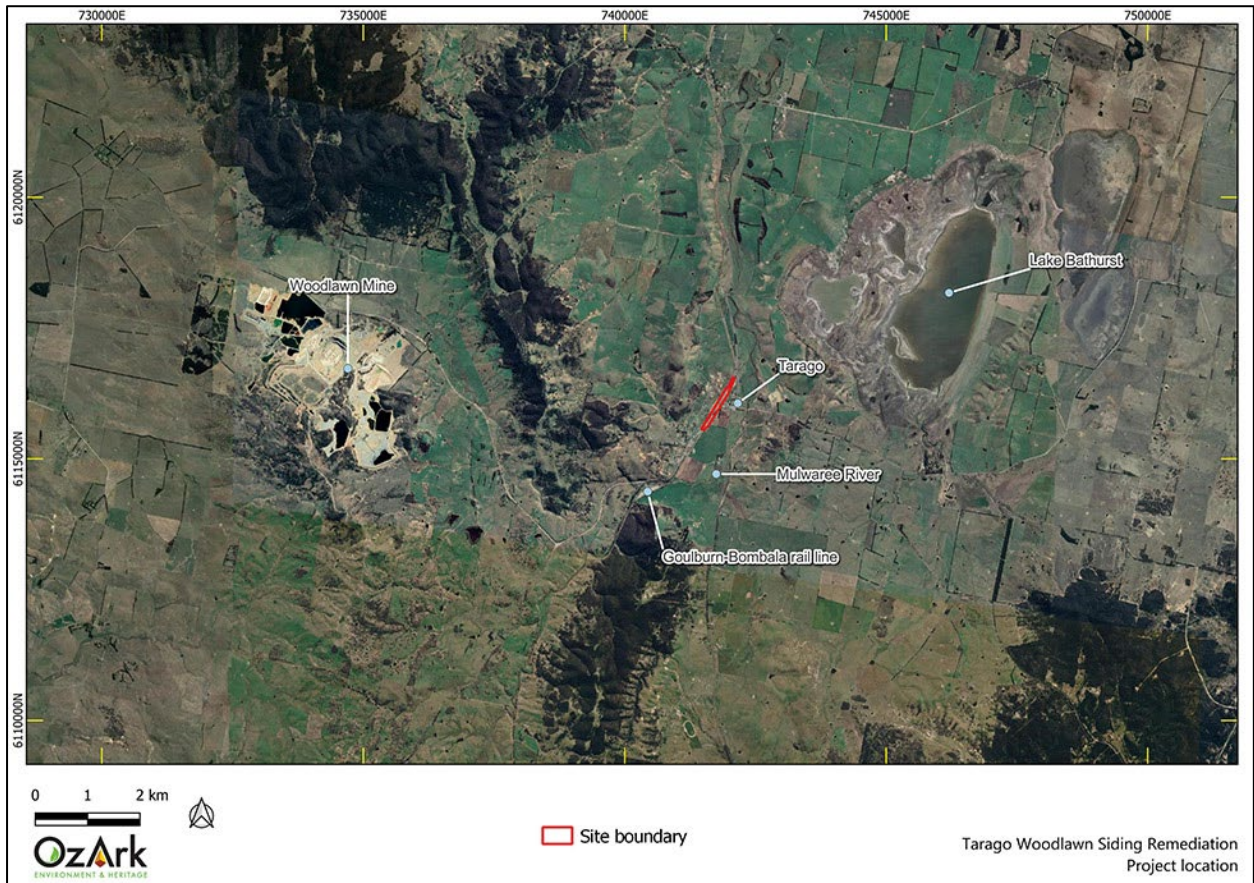 730000E 735000E 740000E 745000E 750000E
6120000N
6115000N
6110000N
Woodlawn Mine
Lake Bathurst
Tarago
Mulwaree River
Goulburn-Bombala rail line
0 1 2 km
OzArk
ENVIRONMENT & HERITAGE
Site boundary
Tarago Woodlawn Siding Remediation
Project location